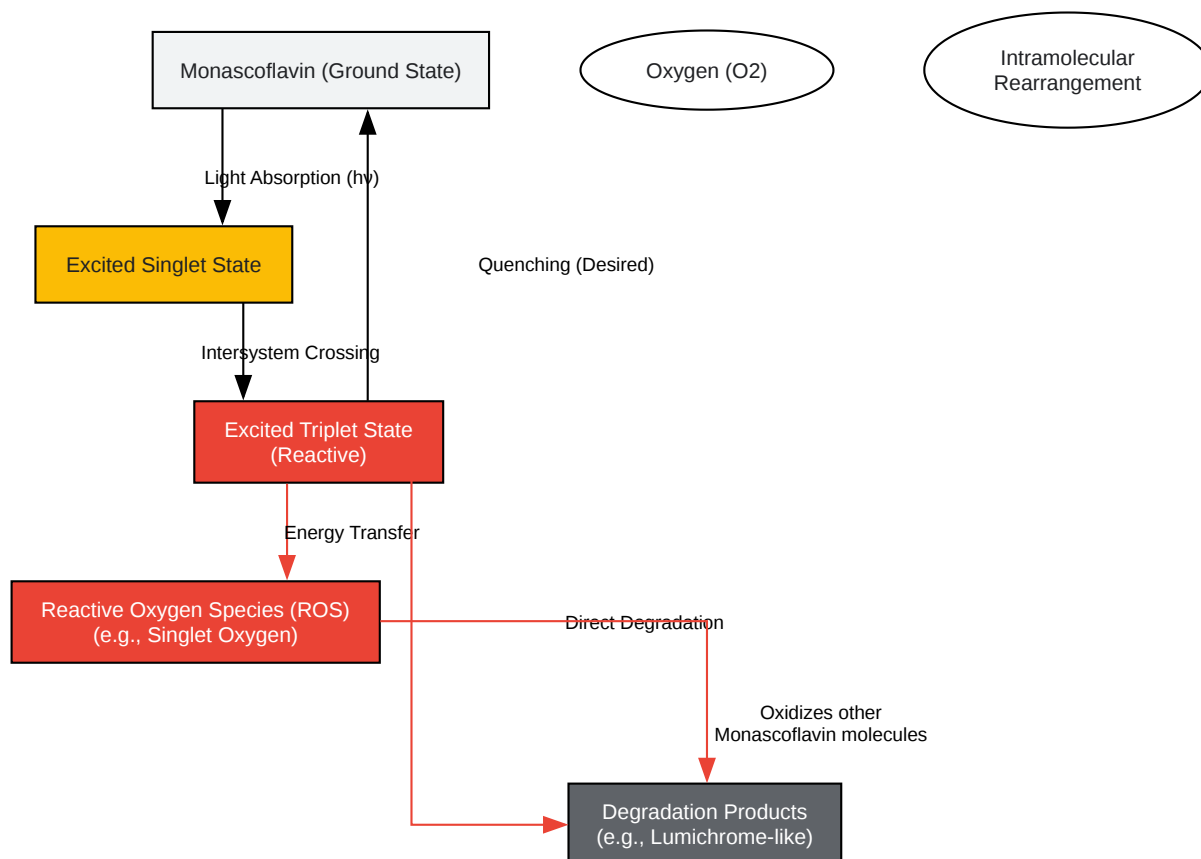 Monascoflavin (Ground State)
Oxygen (O2)
Intramolecular
Rearrangement
Light Absorption (hν)
Excited Singlet State
Quenching (Desired)
Intersystem Crossing
Excited Triplet State
(Reactive)
Energy Transfer
Reactive Oxygen Species (ROS)
(e.g., Singlet Oxygen)
Direct Degradation
Oxidizes other
Monascoflavin molecules
Degradation Products
(e.g., Lumichrome-like)